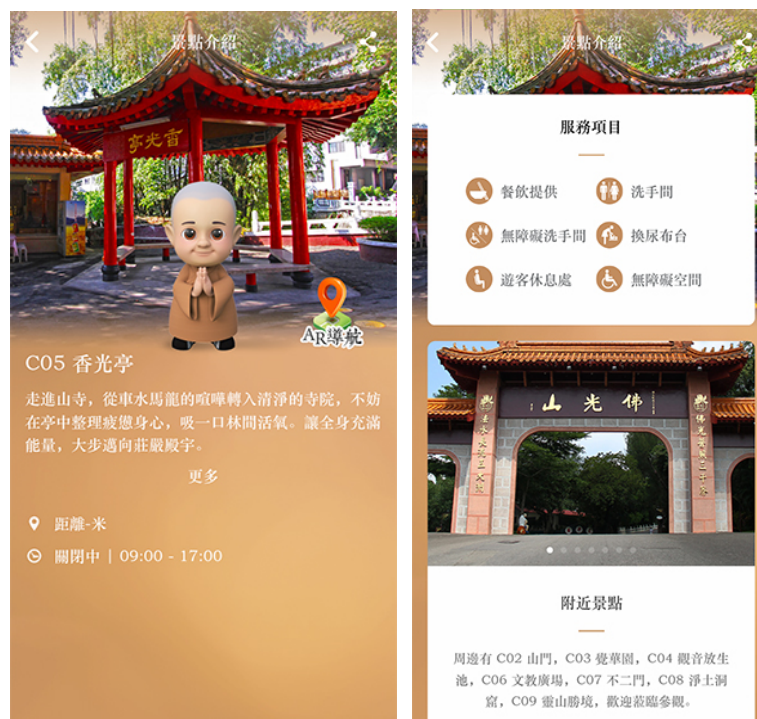 景點介紹
香光亭
AR導航
C05 香光亭
走進山寺，從車水馬龍的喧嘩轉入清淨的寺院，不妨
在亭中整理疲憊身心，吸一口林間活氧。讓全身充滿
能量，大步邁向莊嚴殿宇。
更多
距離-米
關閉中 | 09:00 - 17:00
景點介紹
服務項目
餐飲提供
洗手間
無障礙洗手間
換尿布台
遊客休息處
無障礙空間
山光佛
附近景點
周邊有 C02 山門，C03 覺華園，C04 觀音放生
池，C06 文教廣場，C07 不二門，C08 淨土洞
窟，C09 靈山勝境，歡迎蒞臨參觀。